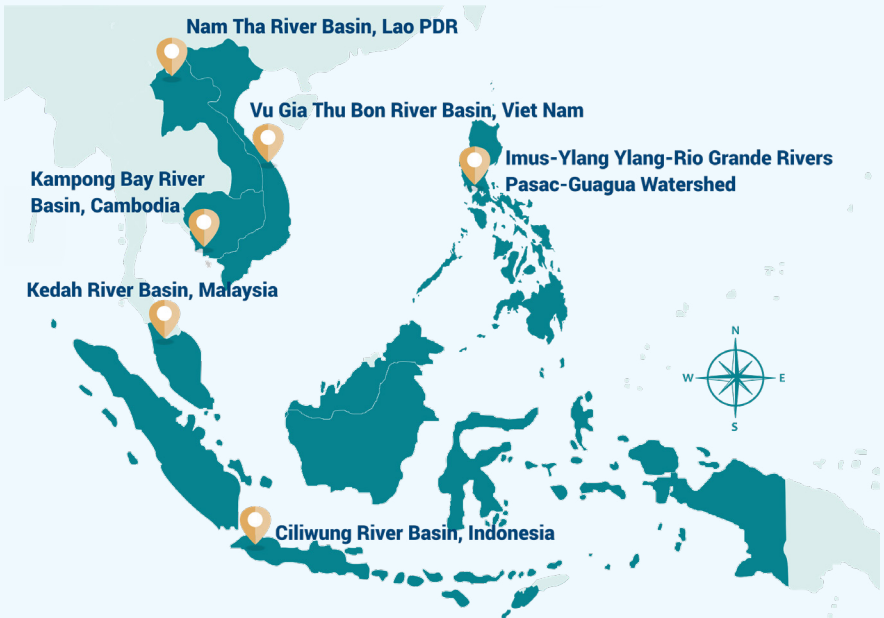 Nam Tha River Basin, Lao PDR
Vu Gia Thu Bon River Basin, Viet Nam
Imus-Ylang Ylang-Rio Grande Rivers
Pasac-Guagua Watershed
Kampong Bay River
Basin, Cambodia
Kedah River Basin, Malaysia
N
W E
S
Ciliwung River Basin, Indonesia